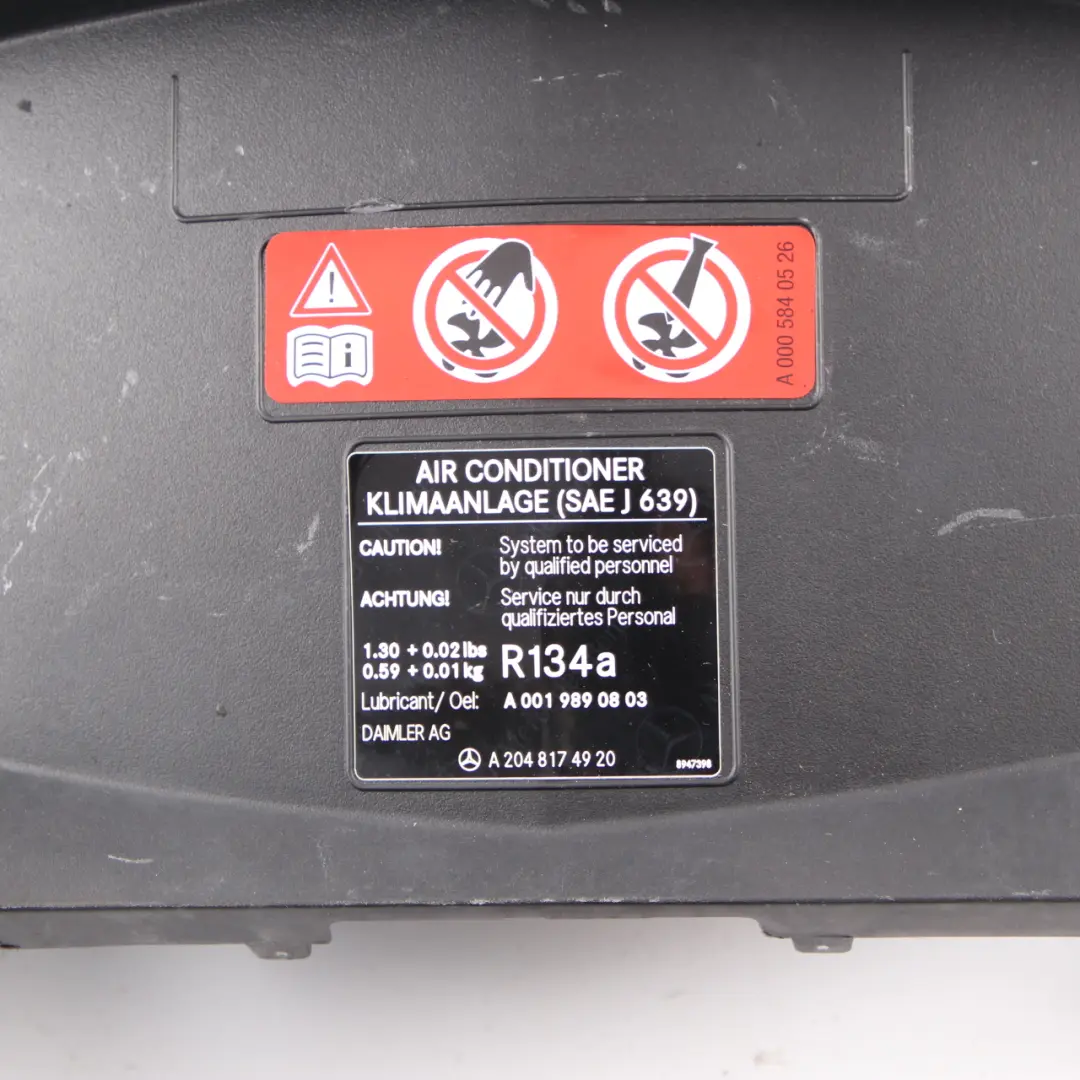 A 000 584 05 26
AIR CONDITIONER
KLIMAANLAGE (SAE J 639)
CAUTION! System to be serviced
by qualified personnel
ACHTUNG! Service nur durch
qualifiziertes Personal
1.30 + 0.02 lbs
0.59 + 0.01 kg R134a
Lubricant/ Oel: A 001 989 08 03
DAIMLER AG
A 204 817 49 20 8947398